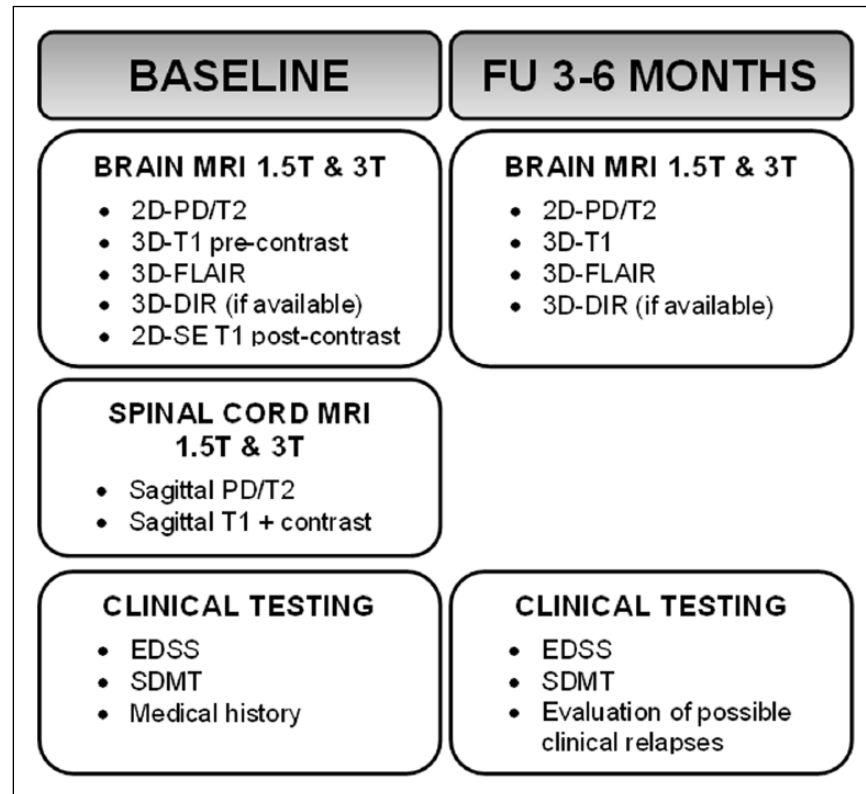 BASELINE
FU 3-6 MONTHS
BRAIN MRI 1.5T & 3T
• 2D-PD/T2
• 3D-T1 pre-contrast
• 3D-FLAIR
• 3D-DIR (if available)
• 2D-SE T1 post-contrast
BRAIN MRI 1.5T & 3T
• 2D-PD/T2
• 3D-T1
• 3D-FLAIR
• 3D-DIR (if available)
SPINAL CORD MRI
1.5T & 3T
• Sagittal PD/T2
• Sagittal T1 + contrast
CLINICAL TESTING
• EDSS
• SDMT
• Medical history
CLINICAL TESTING
• EDSS
• SDMT
• Evaluation of possible
clinical relapses